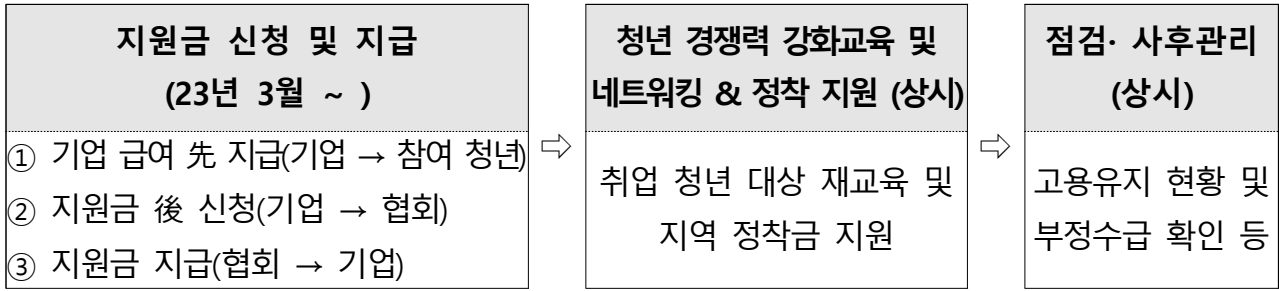 지원금 신청 및 지급
(23년 3월 ~ )
① 기업 급여 先 지급(기업 → 참여 청년)
② 지원금 後 신청(기업 → 협회)
③ 지원금 지급(협회 → 기업)
⇨
청년 경쟁력 강화교육 및
네트워킹 & 정착 지원 (상시)
취업 청년 대상 재교육 및
지역 정착금 지원
⇨
점검· 사후관리
(상시)
고용유지 현황 및
부정수급 확인 등